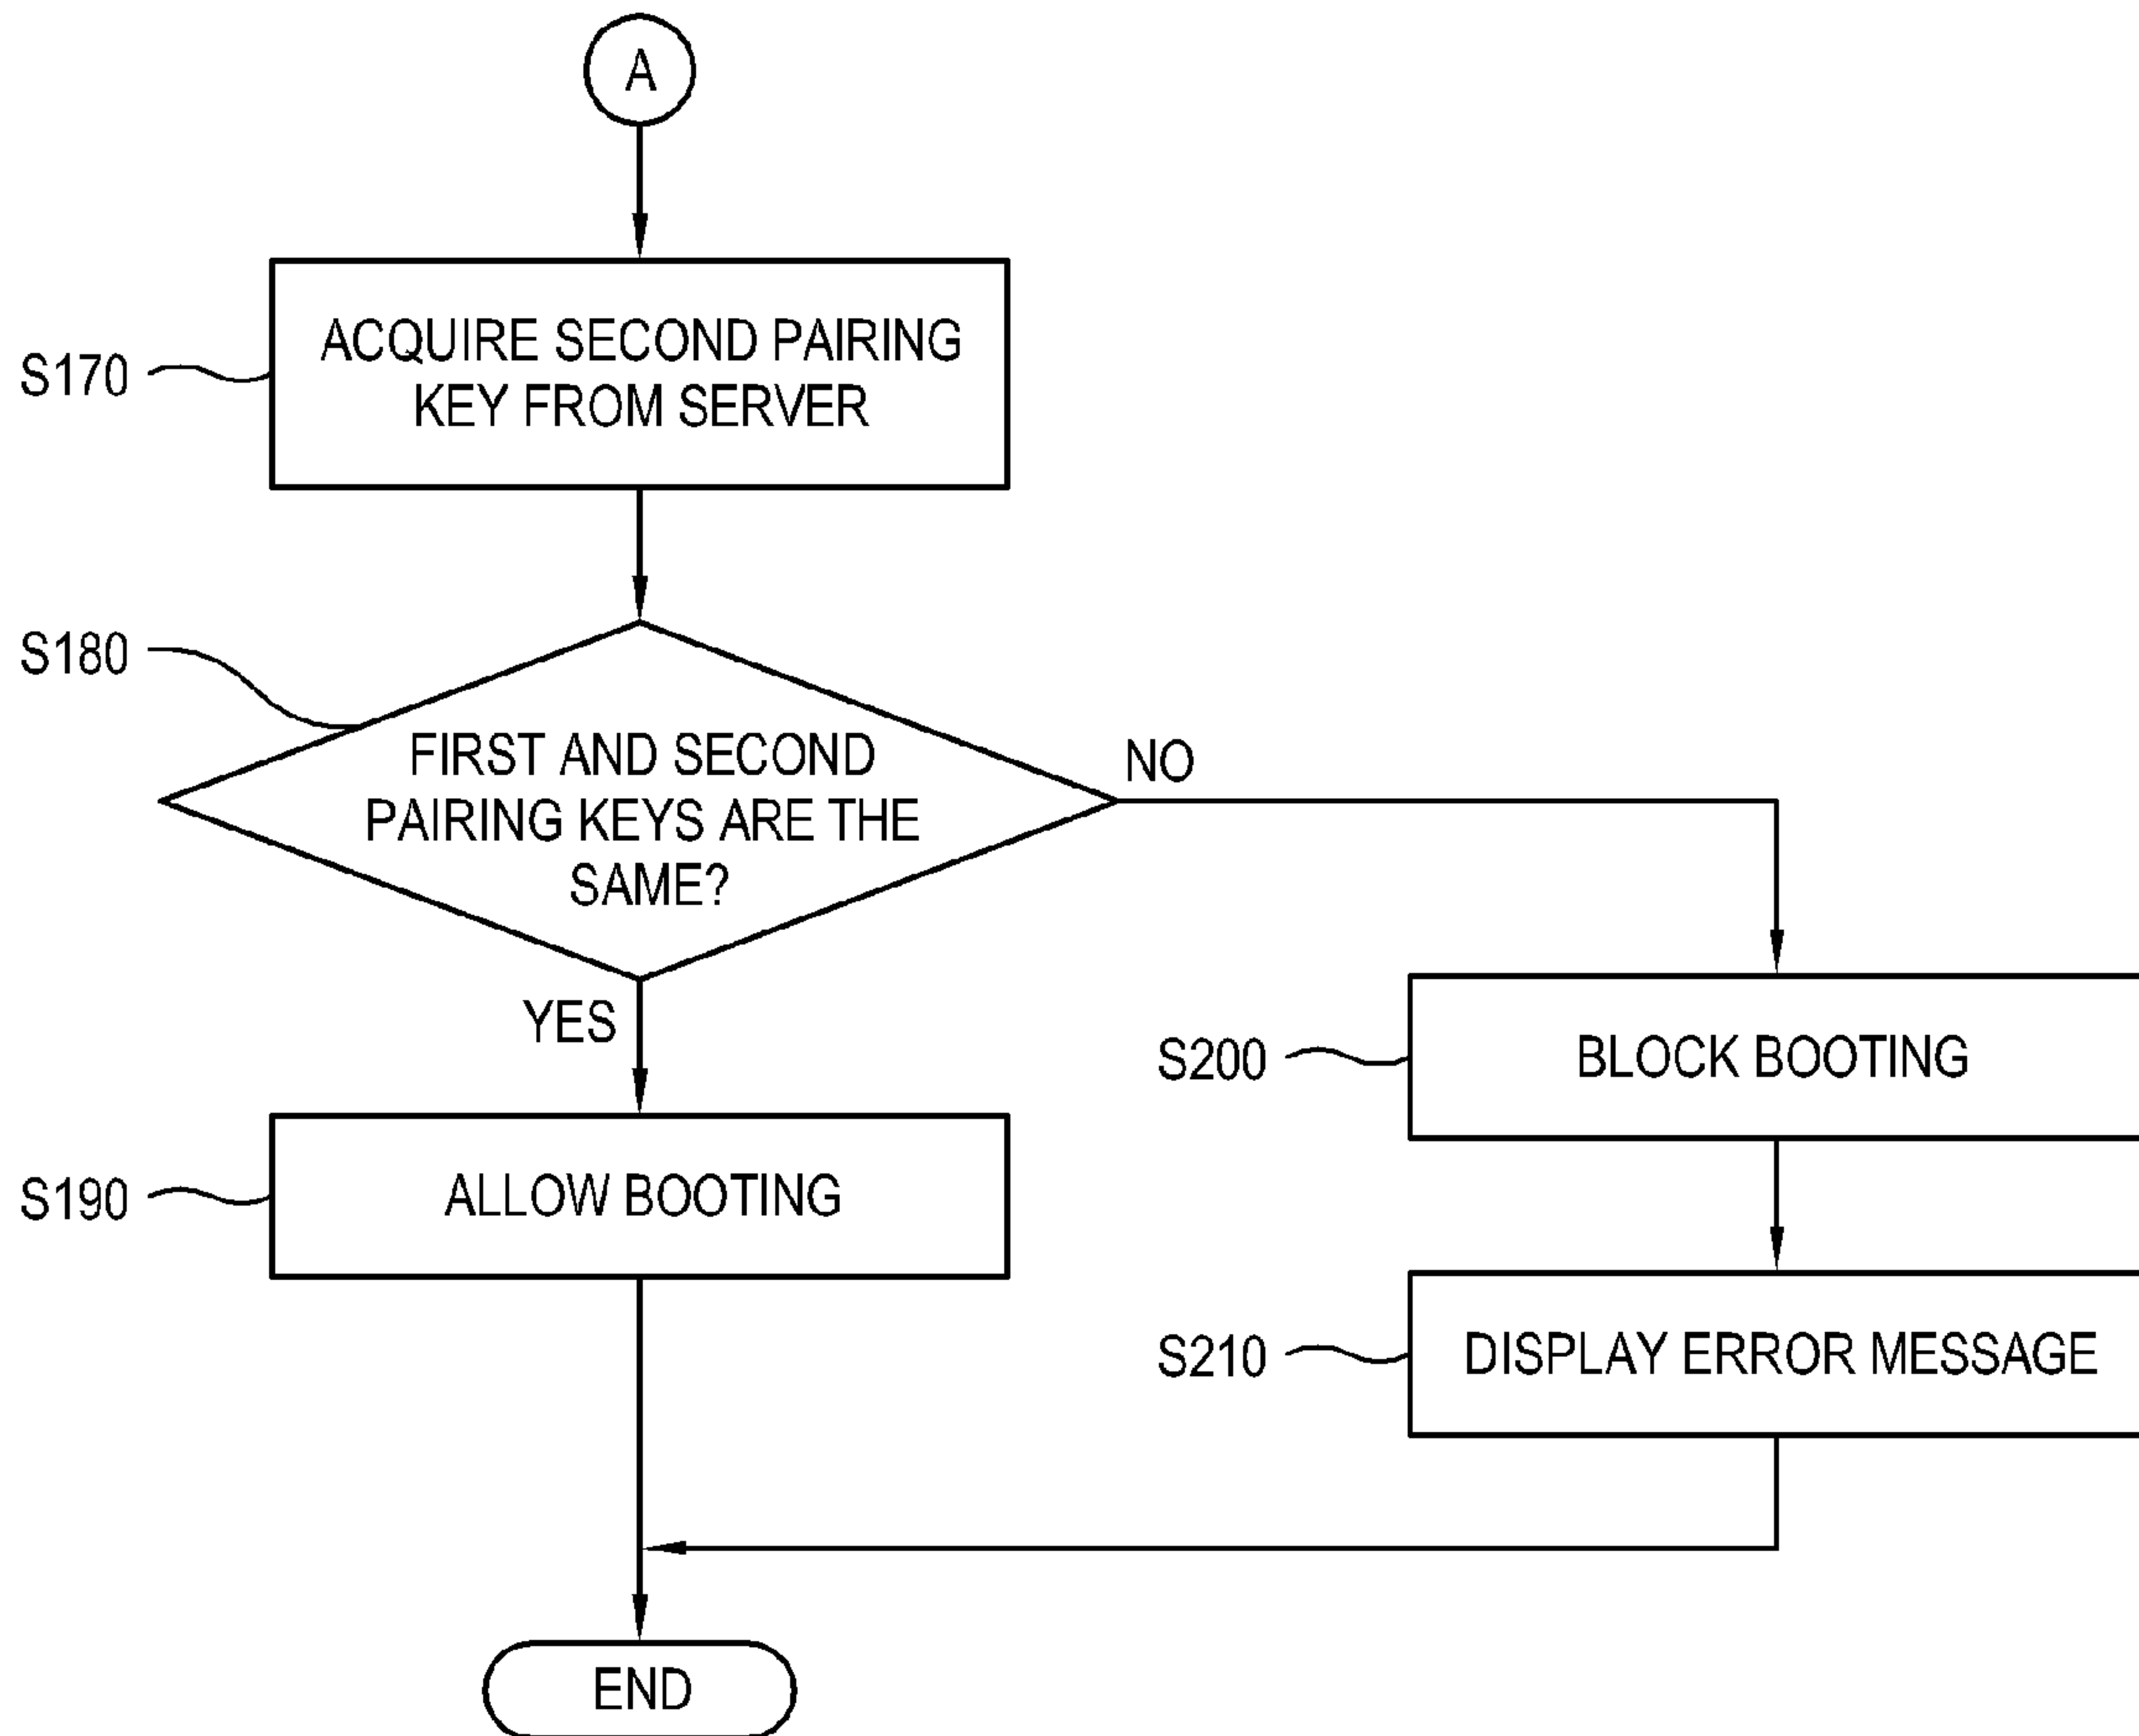 A
S170
ACQUIRE SECOND PAIRING
KEY FROM SERVER
S180
FIRST AND SECOND
PAIRING KEYS ARE THE
SAME?
NO
YES
S200
BLOCK BOOTING
S190
ALLOW BOOTING
S210
DISPLAY ERROR MESSAGE
END